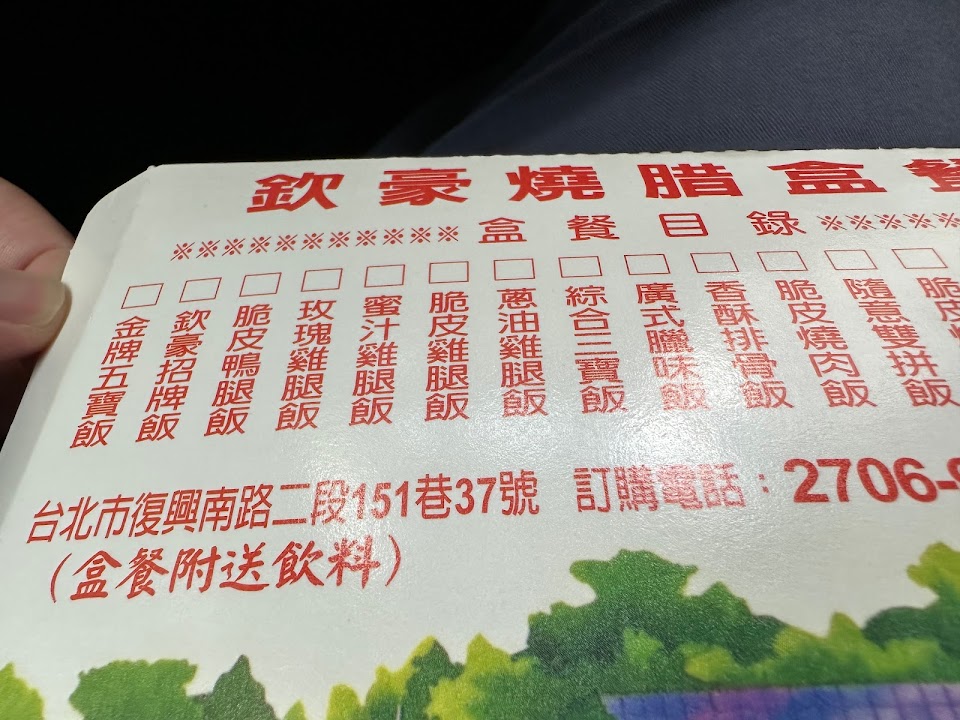 欽豪燒腊盒餐
※※※※※※※※※※※盒餐目錄※※※※※
□金牌五寶飯
□欽豪招牌飯
□脆皮鴨腿飯
□玫瑰雞腿飯
□蜜汁雞腿飯
□脆皮雞腿飯
□蔥油雞腿飯
□綜合三寶飯
□廣式臘味飯
□香酥排骨飯
□脆皮燒肉飯
□隨意雙拼飯
□脆皮
台北市復興南路二段151巷37號 訂購電話：2706-
（盒餐附送飲料）